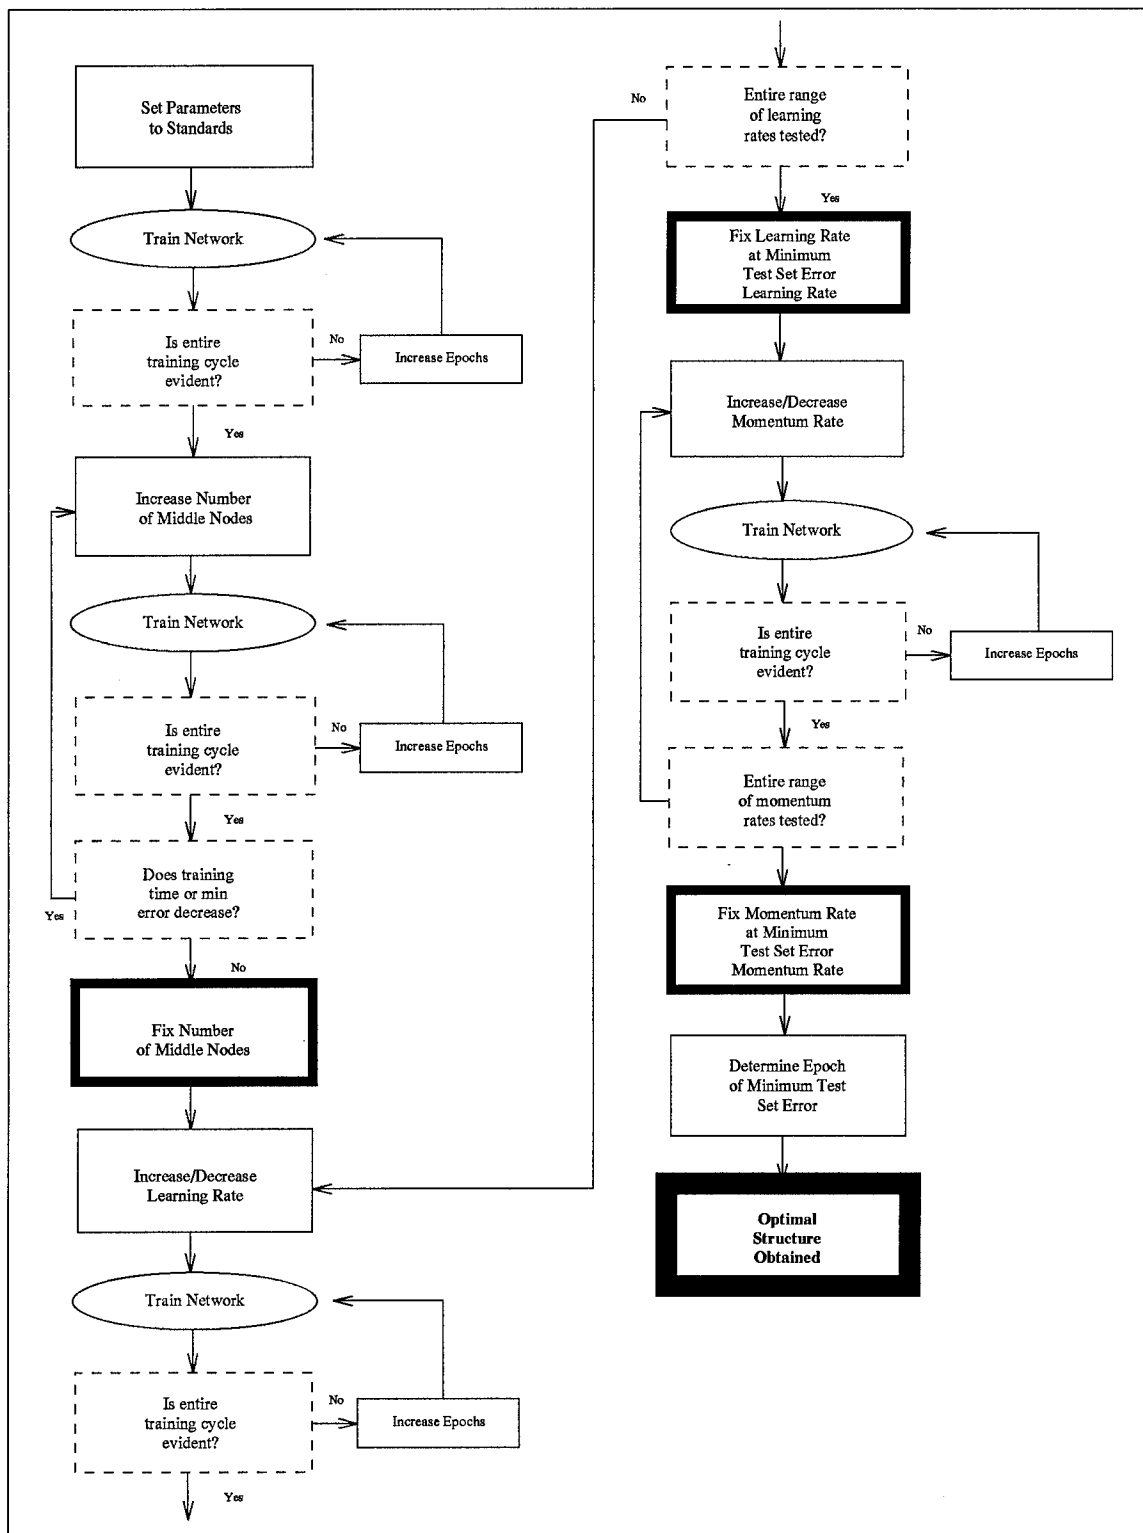 Set Parameters
to Standards
Train Network
Is entire
training cycle
evident?
No
Increase Epochs
Yes
Increase Number
of Middle Nodes
Train Network
Is entire
training cycle
evident?
No
Increase Epochs
Yes
Does training
time or min
error decrease?
Yes
No
Fix Number
of Middle Nodes
Increase/Decrease
Learning Rate
Train Network
Is entire
training cycle
evident?
No
Increase Epochs
Yes
No
Entire range
of learning
rates tested?
Yes
Fix Learning Rate
at Minimum
Test Set Error
Learning Rate
Increase/Decrease
Momentum Rate
Train Network
Is entire
training cycle
evident?
No
Increase Epochs
Yes
Entire range
of momentum
rates tested?
Fix Momentum Rate
at Minimum
Test Set Error
Momentum Rate
Determine Epoch
of Minimum Test
Set Error
Optimal
Structure
Obtained